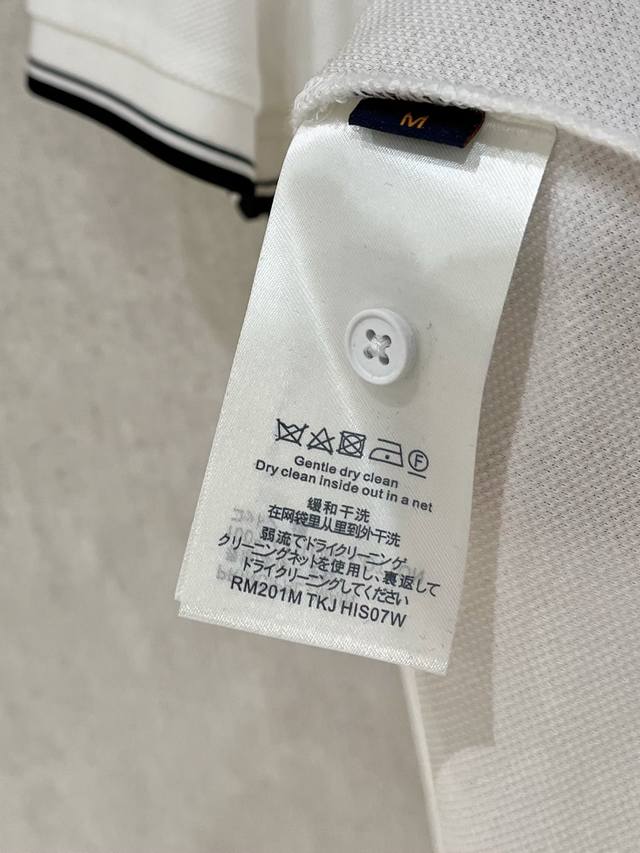 M
F
Gentle dry clean
Dry clean inside out in a net
缓和干洗
在网袋里从里到外干洗
弱流でドライクリーニング
クリーニングネットを使用し、裏返して
ドライクリーニングしてください
RM201M TKJ HIS07W